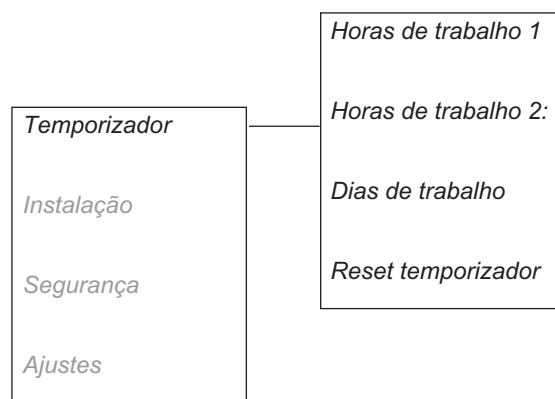 Temporizador
Instalação
Segurança
Ajustes
Horas de trabalho 1
Horas de trabalho 2:
Dias de trabalho
Reset temporizador